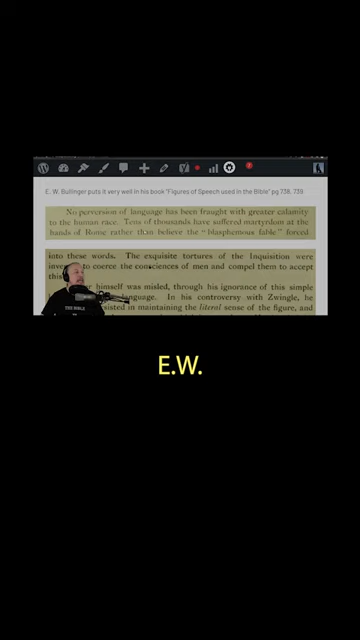 E. W. Bullinger puts it very well in his book "Figures of Speech used in the Bible" pg 738, 739.
No perversion of language has been fraught with greater calamity
to the human race. Tens of thousands have suffered martyrdom at the
hands of Rome rather than believe the "blasphemous fable" forced
into these words. The exquisite tortures of the Inquisition were
to coerce the consciences of men and compel them to accept
this
himself was misled, through his ignorance of this simple
language. In his controversy with Zwingle, he
in maintaining the literal sense of the figure, and
THE BIBLE
E.W.